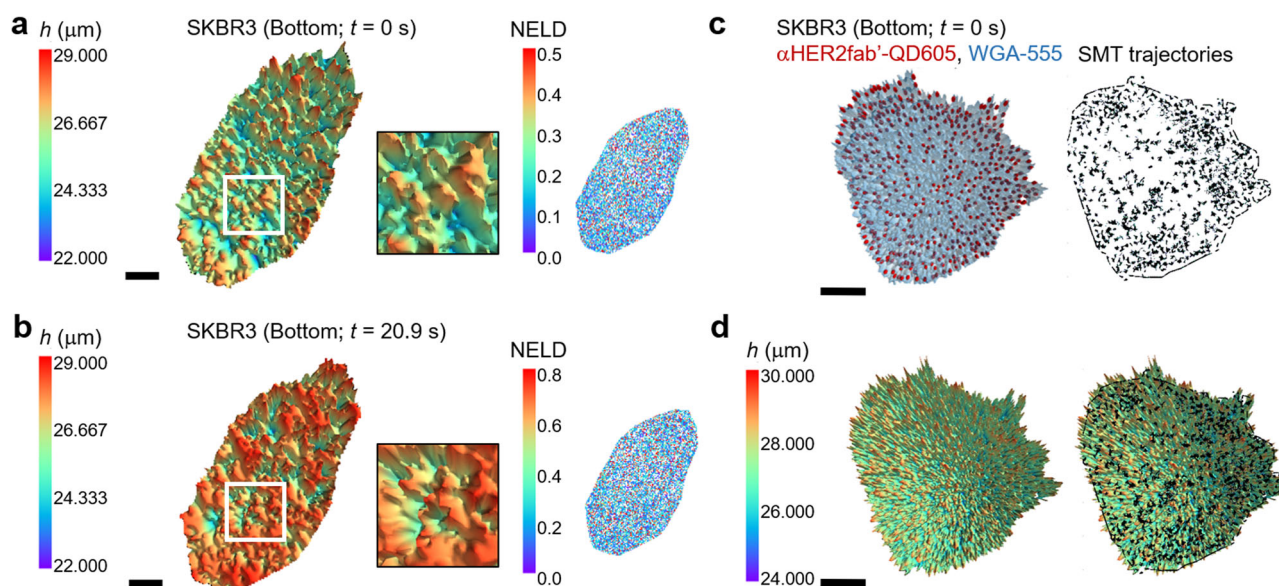 a
h (μm)
SKBR3 (Bottom; t = 0 s)
NELD
29.000
26.667
24.333
22.000
0.5
0.4
0.3
0.2
0.1
0.0
b
h (μm)
SKBR3 (Bottom; t = 20.9 s)
NELD
29.000
26.667
24.333
22.000
0.8
0.6
0.4
0.2
0.0
c
SKBR3 (Bottom; t = 0 s)
αHER2fab'-QD605, WGA-555 SMT trajectories
d
h (μm)
30.000
28.000
26.000
24.000